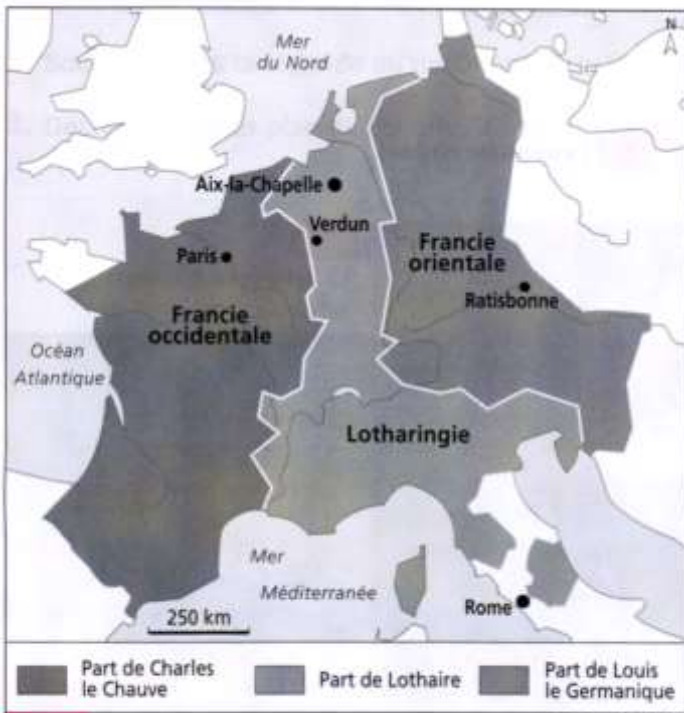 N
Mer
du Nord
Aix-la-Chapelle
Verdun
Paris
Francie
orientale
Ratisbonne
Francie
occidentale
Océan
Atlantique
Lotharingie
Mer
Méditerranée
Rome
250 km
Part de Charles
le Chauve
Part de Lothaire
Part de Louis
le Germanique